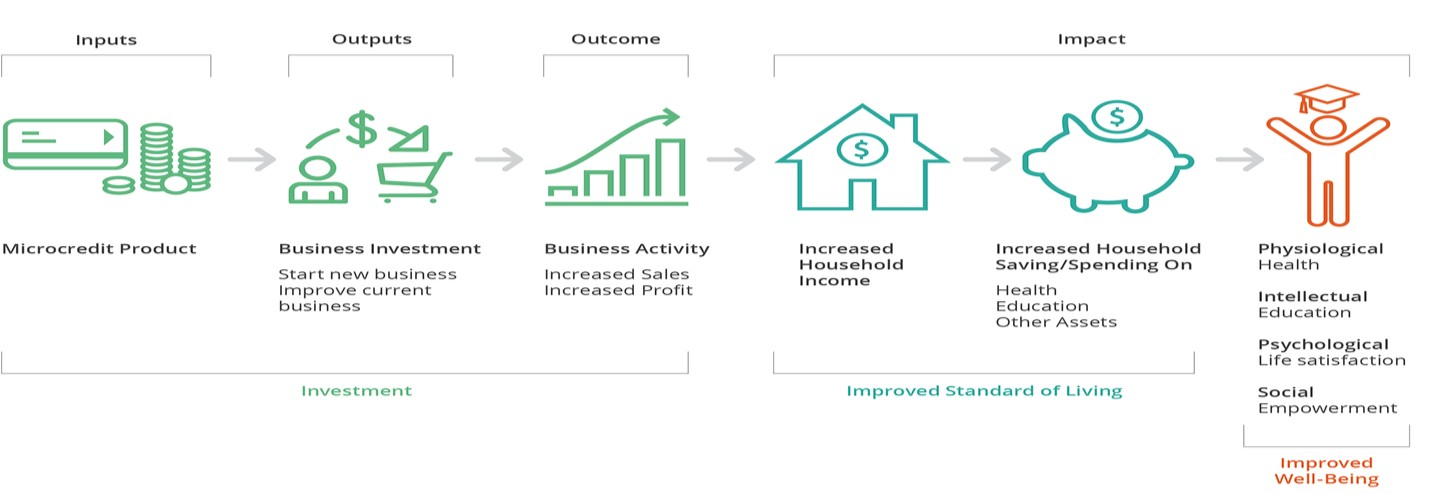 Inputs
Outputs
Outcome
Impact
$
$
$
Microcredit Product
Business Investment
Start new business
Improve current
business
Business Activity
Increased Sales
Increased Profit
Increased
Household
Income
Increased Household
Saving/Spending On
Health
Education
Other Assets
Physiological
Health
Intellectual
Education
Psychological
Life satisfaction
Social
Empowerment
Investment
Improved Standard of Living
Improved
Well-Being